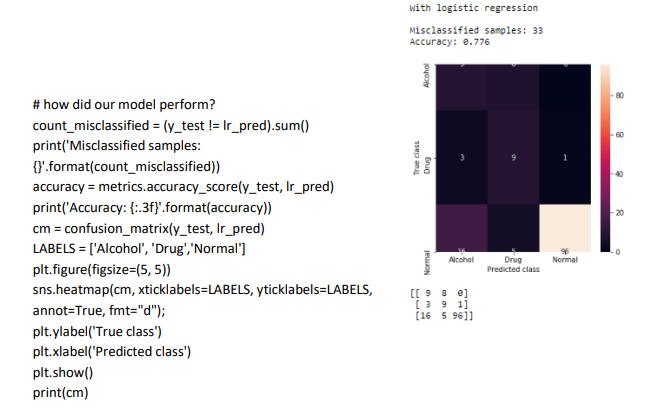 With logistic regression
Misclassified samples: 33
Accuracy: 0.776
# how did our model perform?
count_misclassified = (y_test != lr_pred).sum()
print('Misclassified samples:
{}'.format(count_misclassified))
accuracy = metrics.accuracy_score(y_test, lr_pred)
print('Accuracy: {:.3f}'.format(accuracy))
cm = confusion_matrix(y_test, lr_pred)
LABELS = ['Alcohol', 'Drug','Normal']
plt.figure(figsize=(5, 5))
sns.heatmap(cm, xticklabels=LABELS, yticklabels=LABELS,
annot=True, fmt="d");
plt.ylabel('True class')
plt.xlabel('Predicted class')
plt.show()
print(cm)
True class
Alcohol
Drug
Normal
3 9 1
16 5 96
Alcohol Drug Normal
Predicted class
80
60
40
20
0
[[ 9 8 0]
[ 3 9 1]
[16 5 96]]